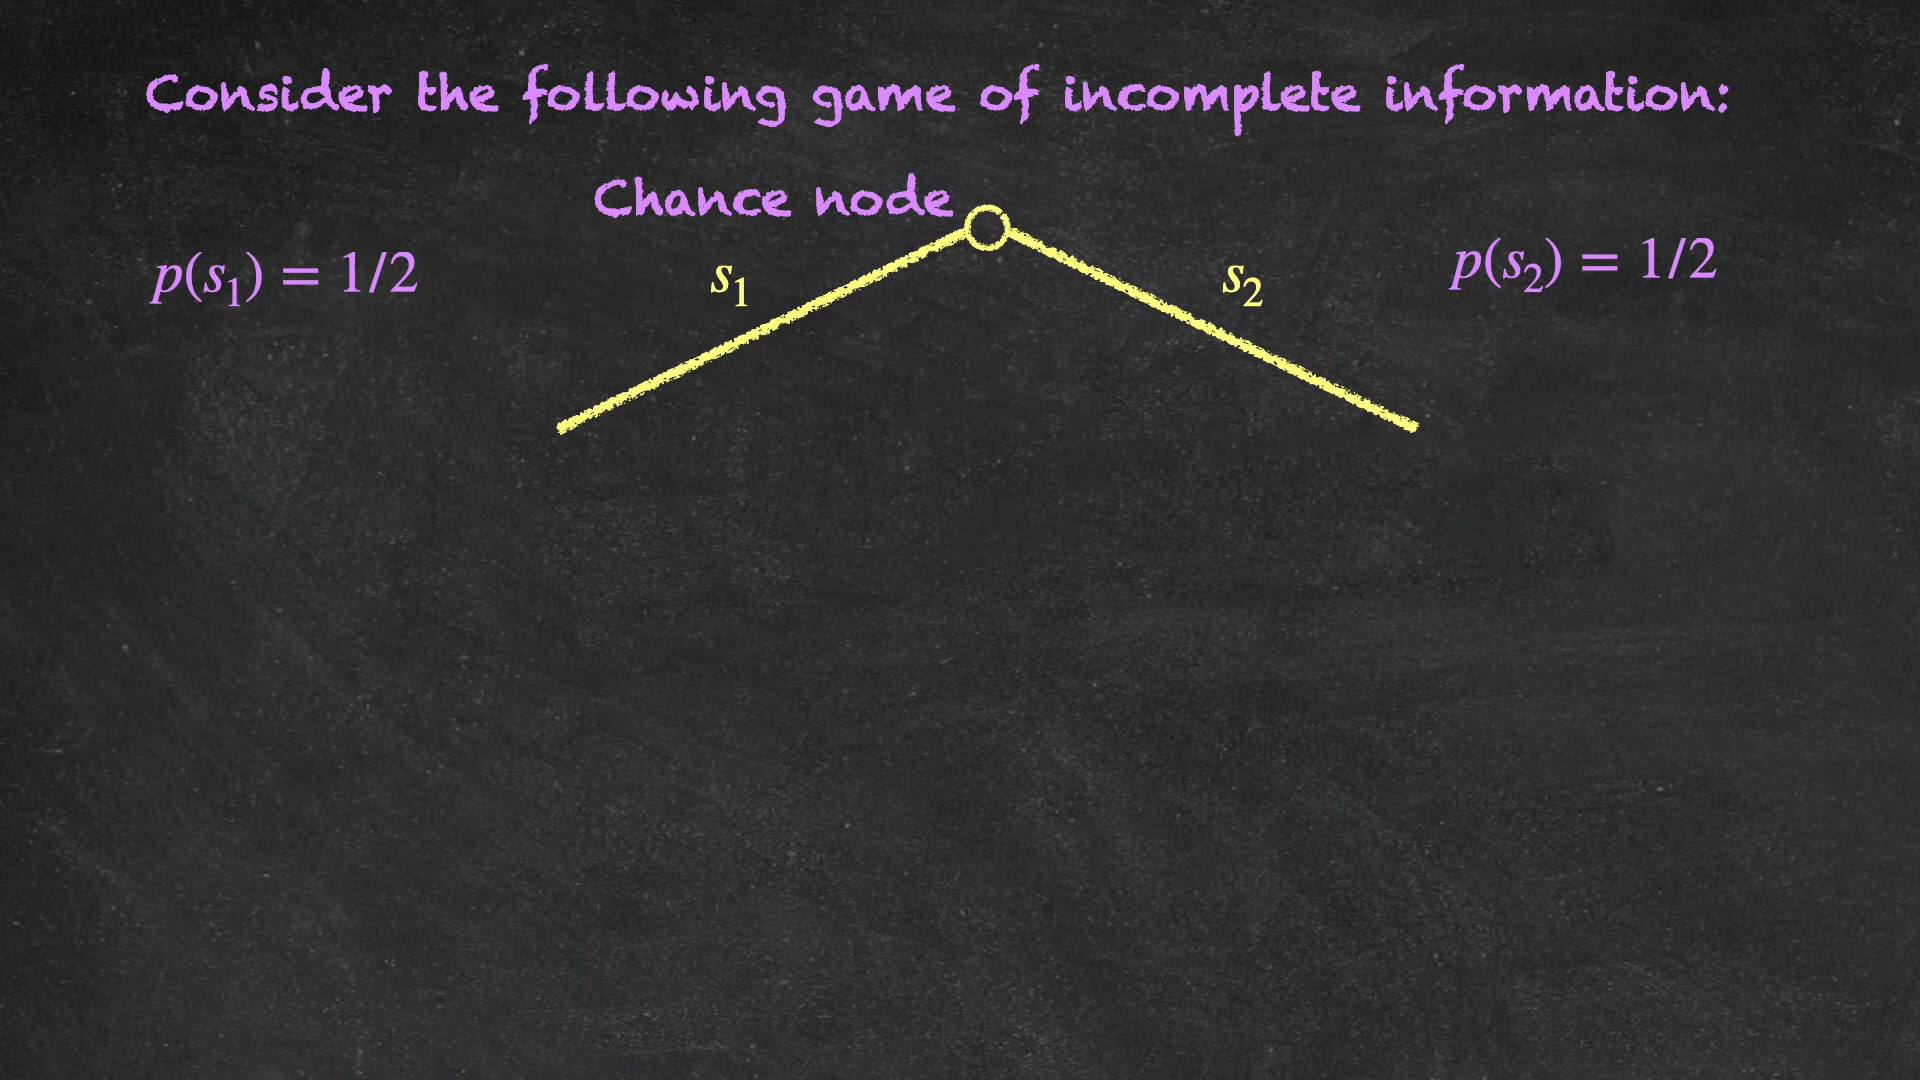 Consider the following game of incomplete information:
Chance node
p(s₁) = 1/2
s₁
s₂
p(s₂) = 1/2